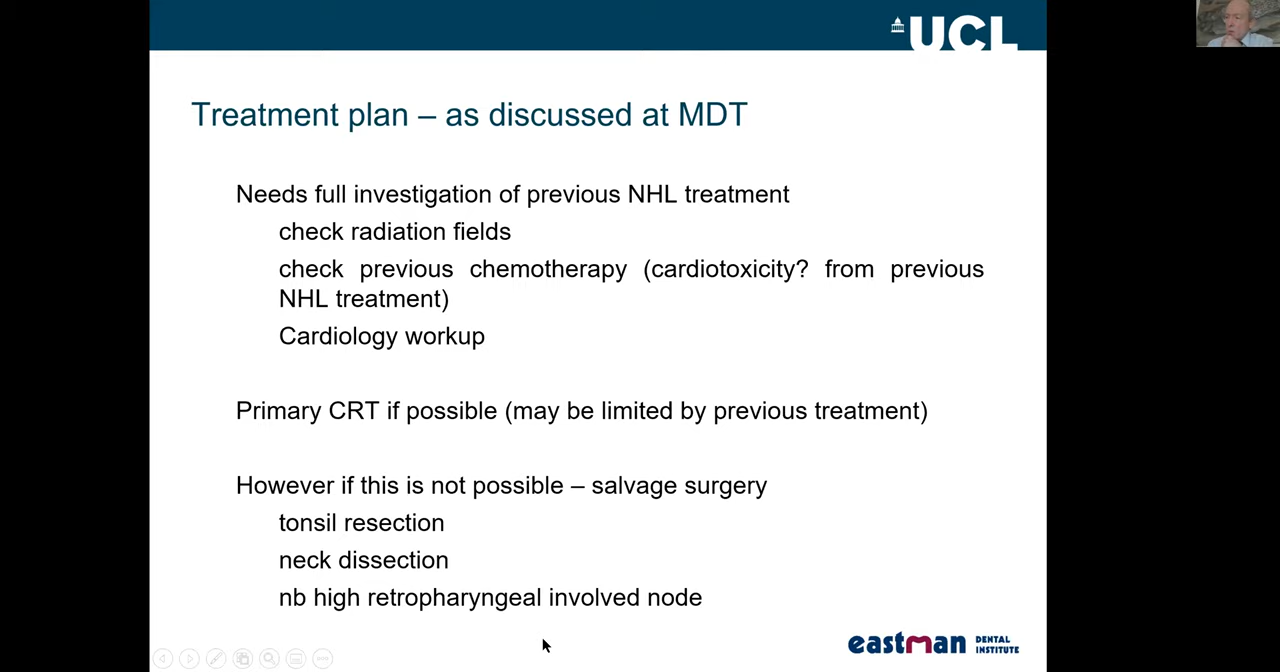 UCL
Treatment plan – as discussed at MDT
Needs full investigation of previous NHL treatment
check radiation fields
check previous chemotherapy (cardiotoxicity? from previous
NHL treatment)
Cardiology workup
Primary CRT if possible (may be limited by previous treatment)
However if this is not possible – salvage surgery
tonsil resection
neck dissection
nb high retropharyngeal involved node
eastman DENTAL
INSTITUTE